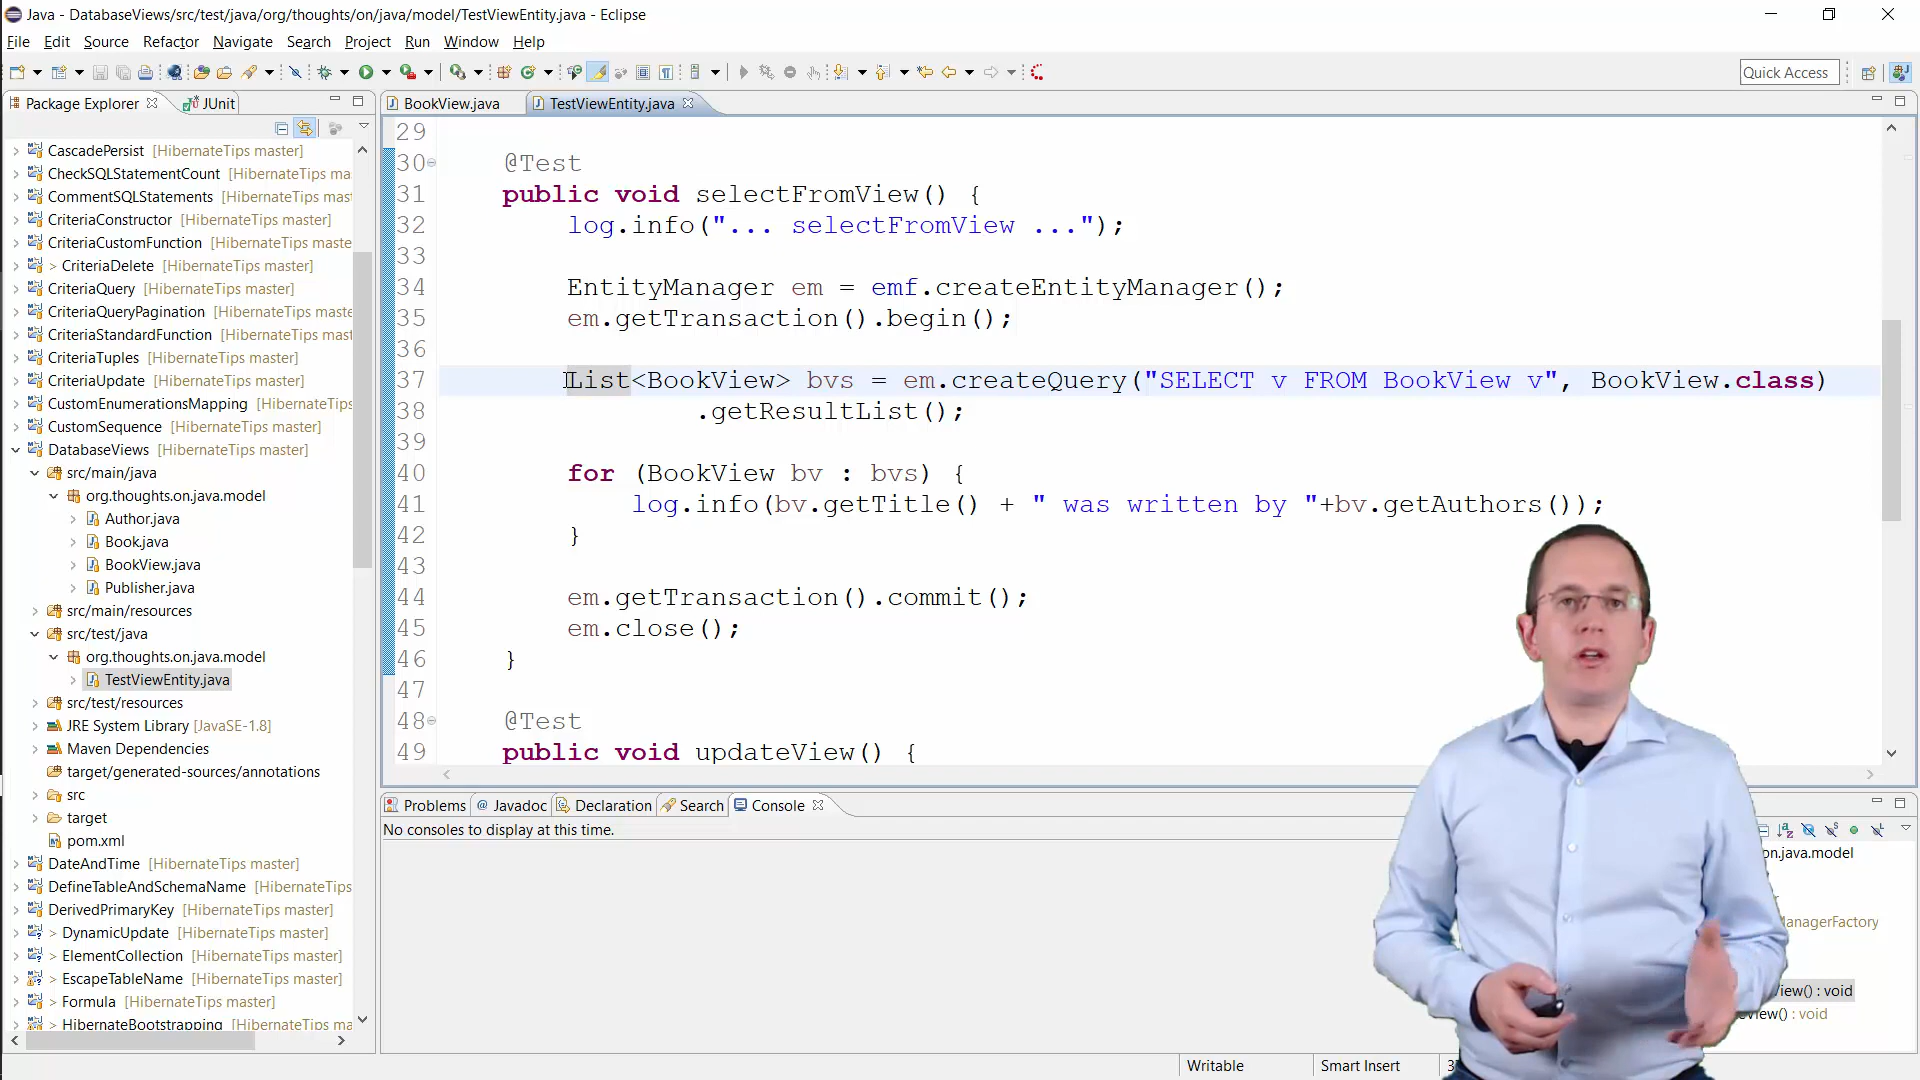 Java - DatabaseViews/src/test/java/org/thoughts/on/java/model/TestViewEntity.java - Eclipse
File Edit Source Refactor Navigate Search Project Run Window Help
Quick Access
Package Explorer JUnit
CascadePersist [HibernateTips master]
CheckSQLStatementCount [HibernateTips
CommentSQLStatements [HibernateTips mast
CriteriaConstructor [HibernateTips master]
CriteriaCustomFunction [HibernateTips maste
> CriteriaDelete [HibernateTips master]
CriteriaQuery [HibernateTips master]
CriteriaQueryPagination [HibernateTips maste
CriteriaStandardFunction [HibernateTips mast
CriteriaTuples [HibernateTips master]
CriteriaUpdate [HibernateTips master]
CustomEnumerationsMapping [HibernateTips
CustomSequence [HibernateTips master]
DatabaseViews [HibernateTips master]
src/main/java
org.thoughts.on.java.model
Author.java
Book.java
BookView.java
Publisher.java
src/main/resources
src/test/java
org.thoughts.on.java.model
TestViewEntity.java
src/test/resources
JRE System Library [JavaSE-1.8]
Maven Dependencies
target/generated-sources/annotations
src
target
pom.xml
DateAndTime [HibernateTips master]
DefineTableAndSchemaName [HibernateTips
DerivedPrimaryKey [HibernateTips master]
> DynamicUpdate [HibernateTips master]
> ElementCollection [HibernateTips master]
> EscapeTableName [HibernateTips master]
> Formula [HibernateTips master]
> HibernateBootstrapping [HibernateTips ma
BookView.java TestViewEntity.java
29
30 @Test
31 public void selectFromView() {
32 log.info("... selectFromView ...");
33
34 EntityManager em = emf.createEntityManager();
35 em.getTransaction().begin();
36
37 List<BookView> bvs = em.createQuery("SELECT v FROM BookView v", BookView.class)
38 .getResultList();
39
40 for (BookView bv : bvs) {
41 log.info(bv.getTitle() + " was written by "+bv.getAuthors());
42 }
43
44 em.getTransaction().commit();
45 em.close();
46 }
47
48 @Test
49 public void updateView() {
Problems Javadoc Declaration Search Console
No consoles to display at this time.
on.java.model
ManagerFactory
View() : void
View() : void
Writable Smart Insert 3